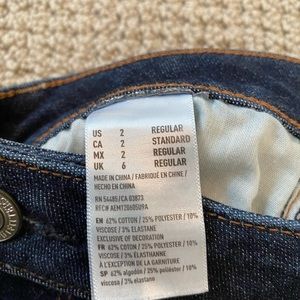 US 2 REGULAR
CA 2 STANDARD
MX 2 REGULAR
UK 6 REGULAR
MADE IN CHINA / FABRIQUÉ EN CHINE /
HECHO EN CHINA
RN 54485/CA 03873
RFC# AEM7060509A
EN 62% COTTON / 25% POLYESTER / 10%
VISCOSE / 3% ELASTANE
EXCLUSIVE OF DECORATION
FR 62% COTON / 25% POLYESTER / 10%
VISCOSE / 3% ÉLASTHANNE
À L'EXCEPTION DE LA GARNITURE
SP 62% algodón / 25% poliéster / 10%
viscosa / 3% elastano